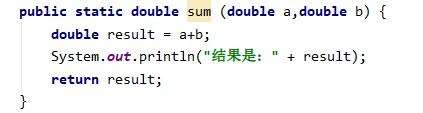 public static double sum (double a,double b) {
double result = a+b;
System.out.println("结果是：" + result);
return result;
}